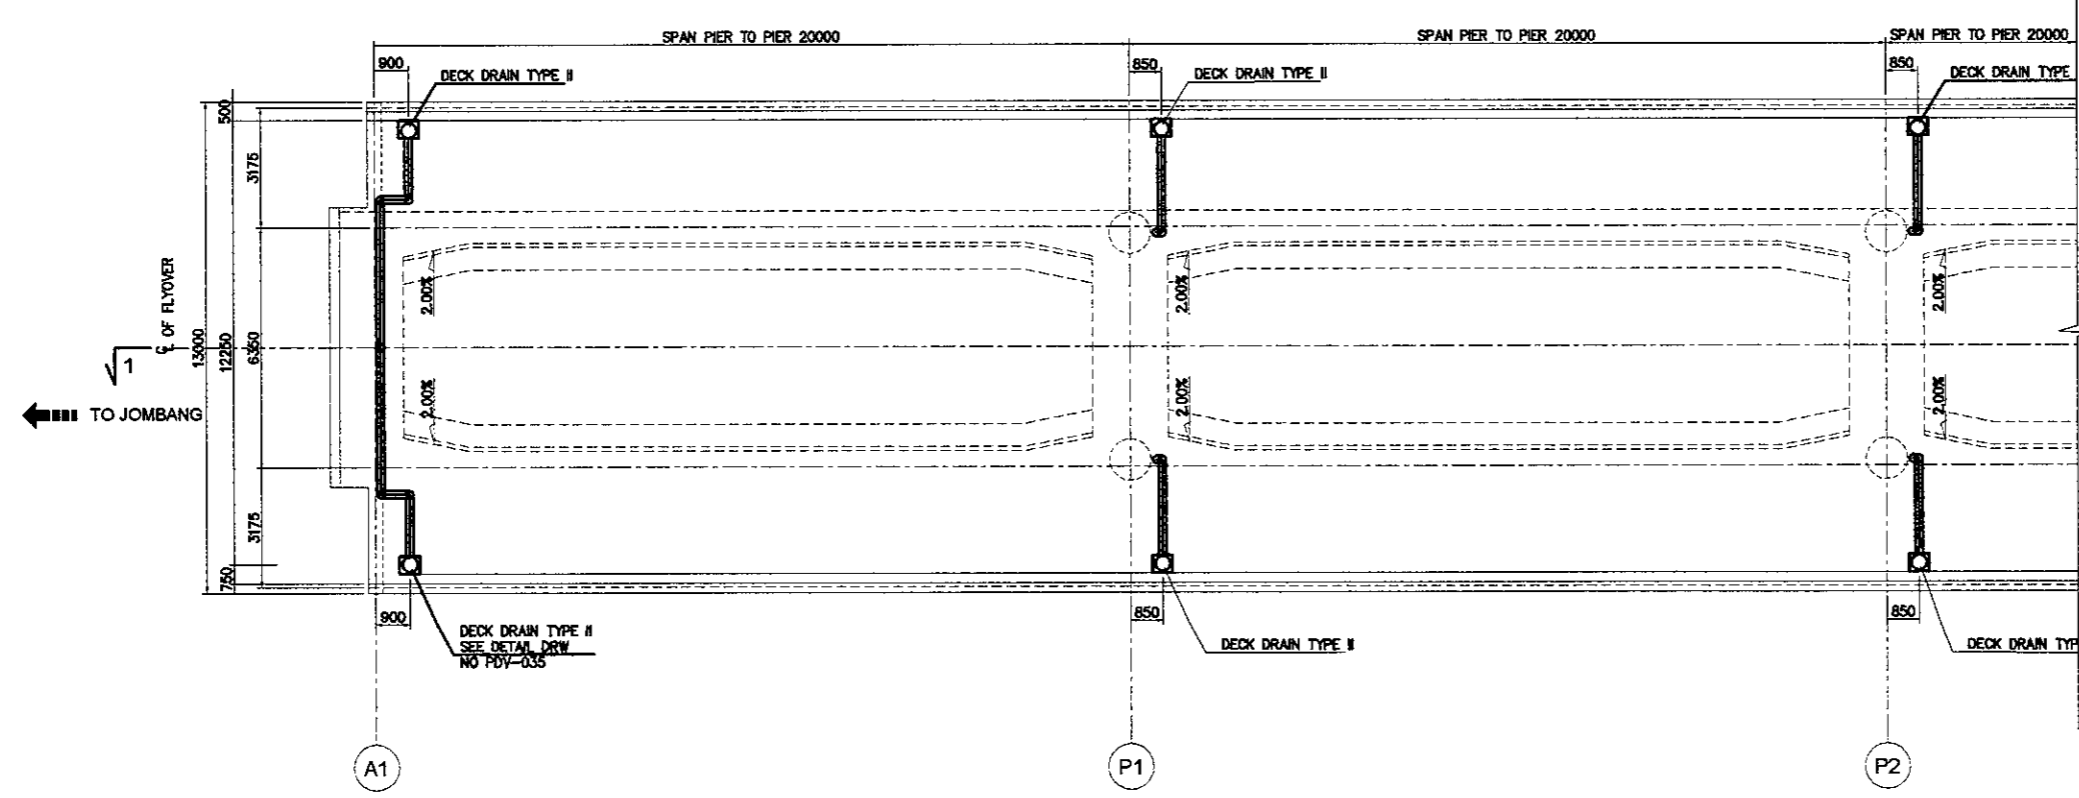 SPAN PIER TO PIER 20000
SPAN PIER TO PIER 20000
SPAN PIER TO PIER 20000
900
DECK DRAIN TYPE II
850
DECK DRAIN TYPE II
850
DECK DRAIN TYPE
500
3175
℄ OF FLYOVER
13000
12250
6350
1
TO JOMBANG
2.00%
2.00%
2.00%
2.00%
2.00%
2.00%
3175
750
900
850
850
DECK DRAIN TYPE II
SEE DETAIL DRW
NO PDV-035
DECK DRAIN TYPE II
DECK DRAIN TYP
A1
P1
P2